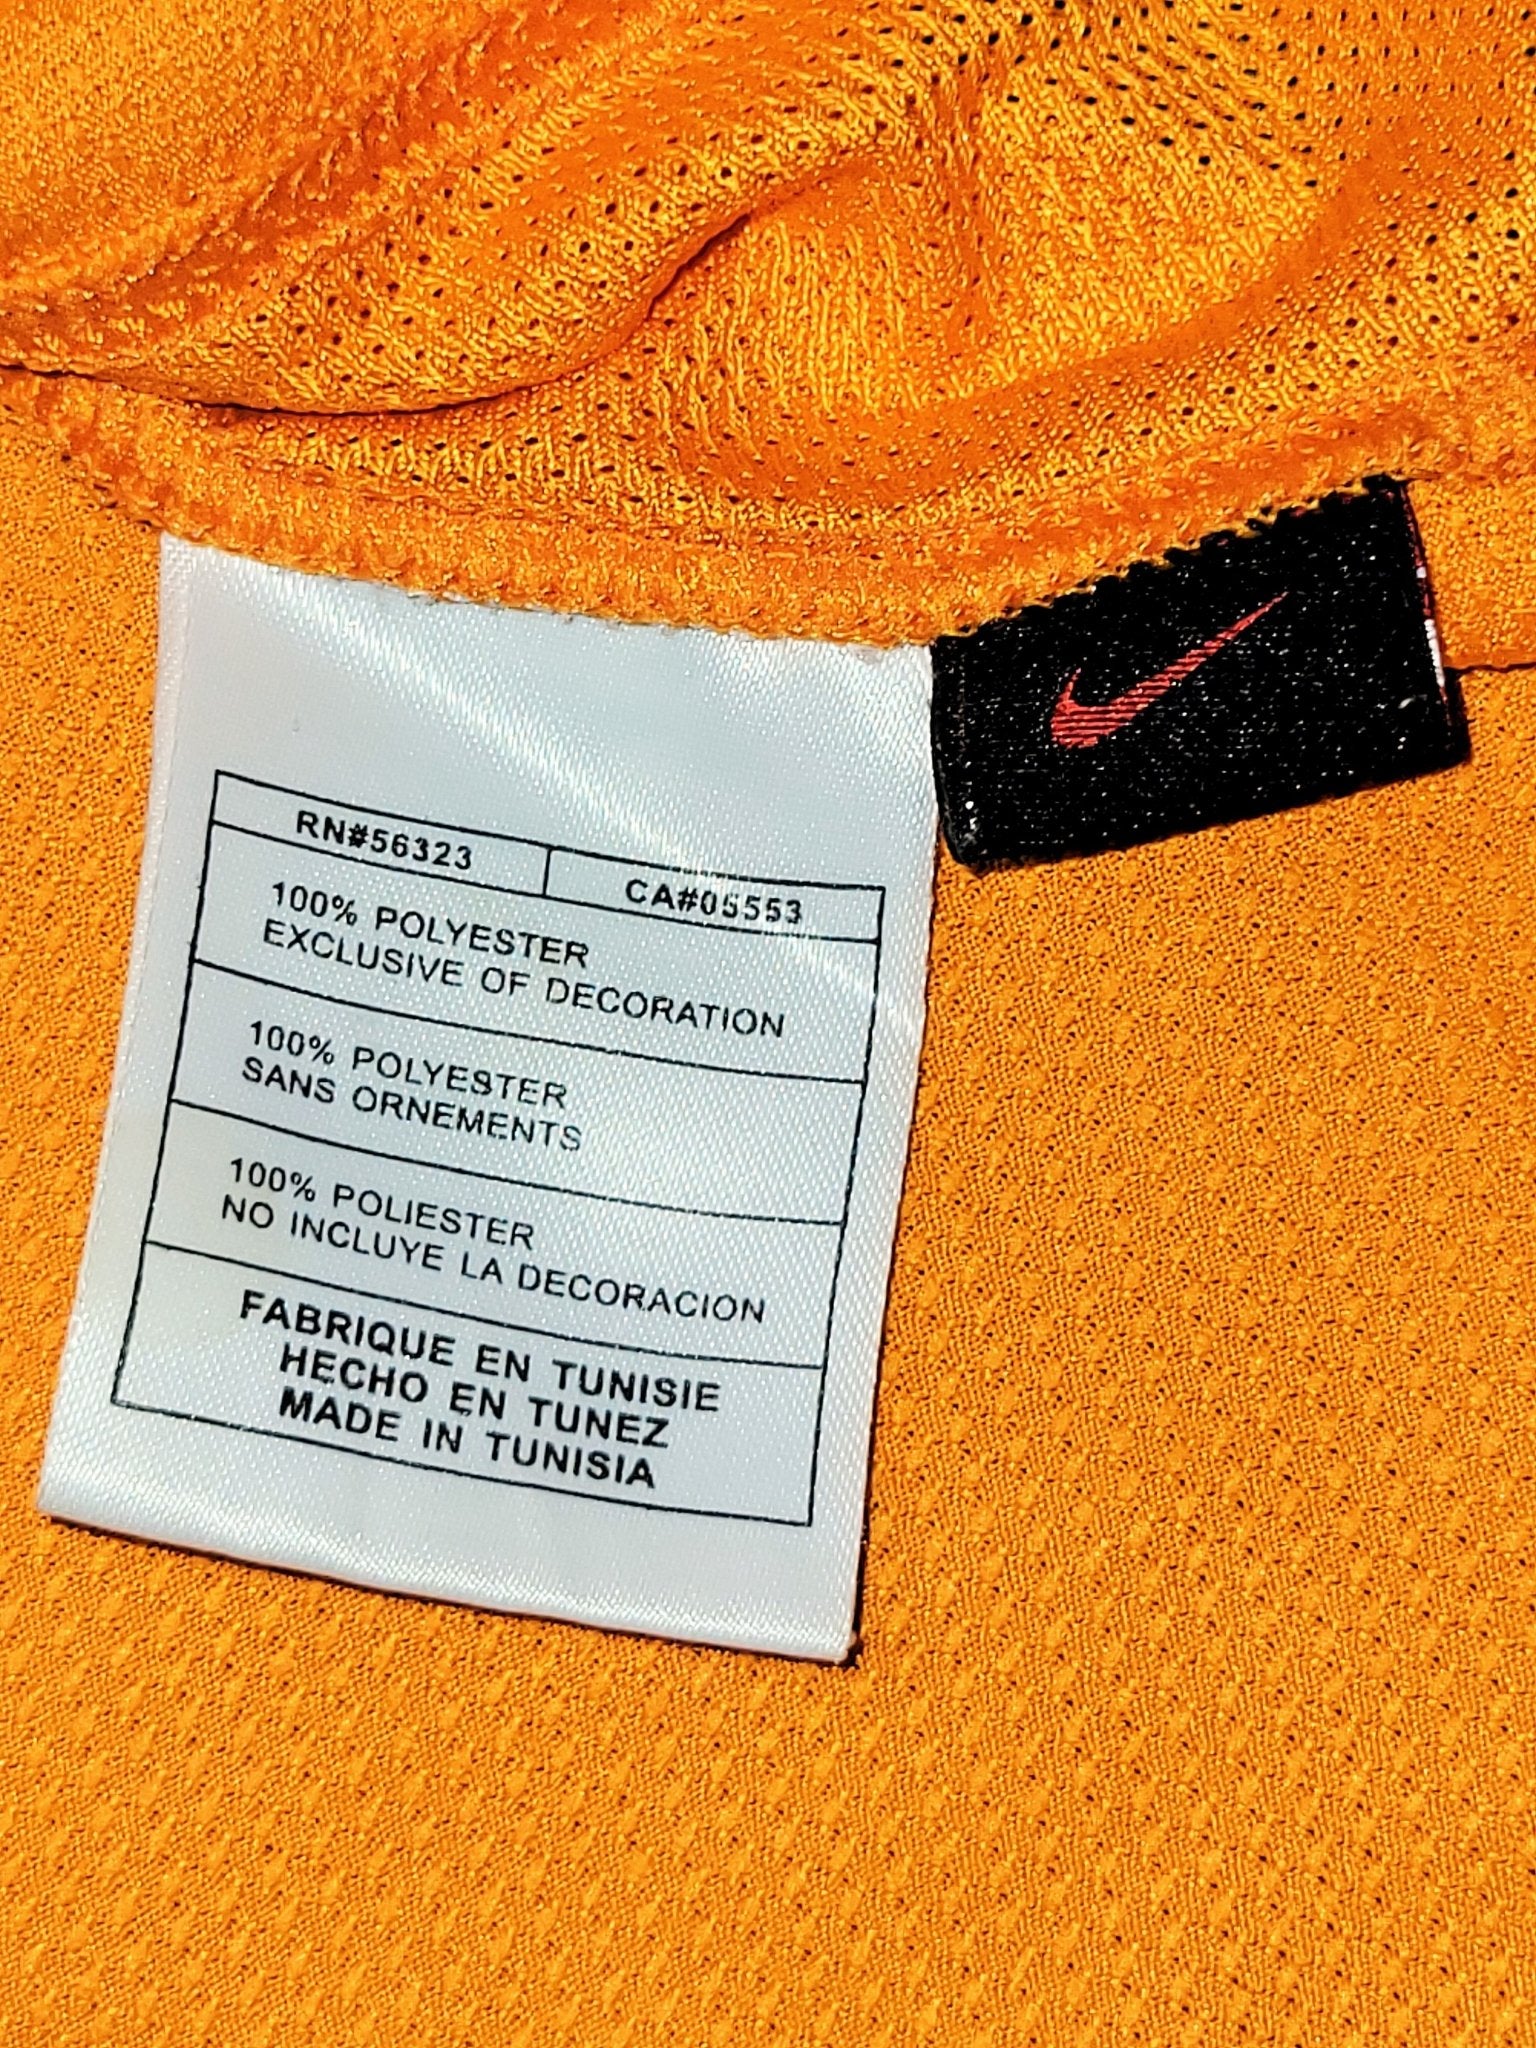 RN#56323
CA#05553
100% POLYESTER
EXCLUSIVE OF DECORATION
100% POLYESTER
SANS ORNEMENTS
100% POLIESTER
NO INCLUYE LA DECORACION
FABRIQUE EN TUNISIE
HECHO EN TUNEZ
MADE IN TUNISIA